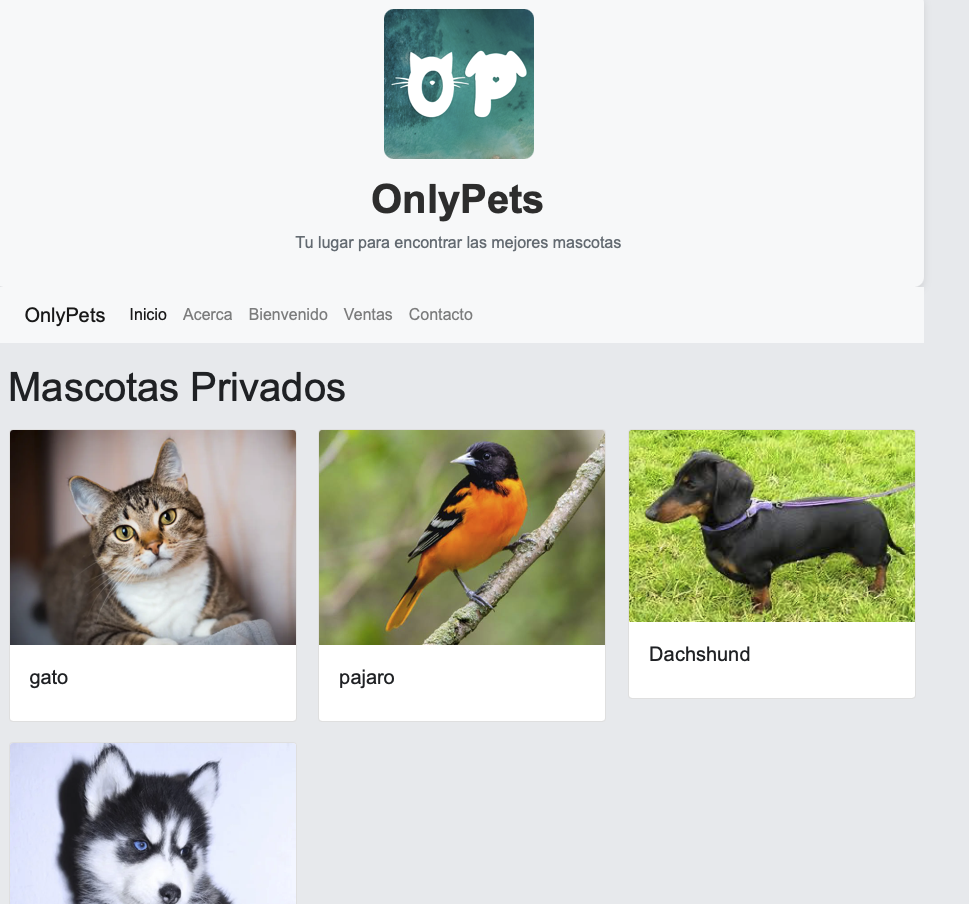 OP
OnlyPets
Tu lugar para encontrar las mejores mascotas
OnlyPets Inicio Acerca Bienvenido Ventas Contacto
Mascotas Privados
gato
pajaro
Dachshund